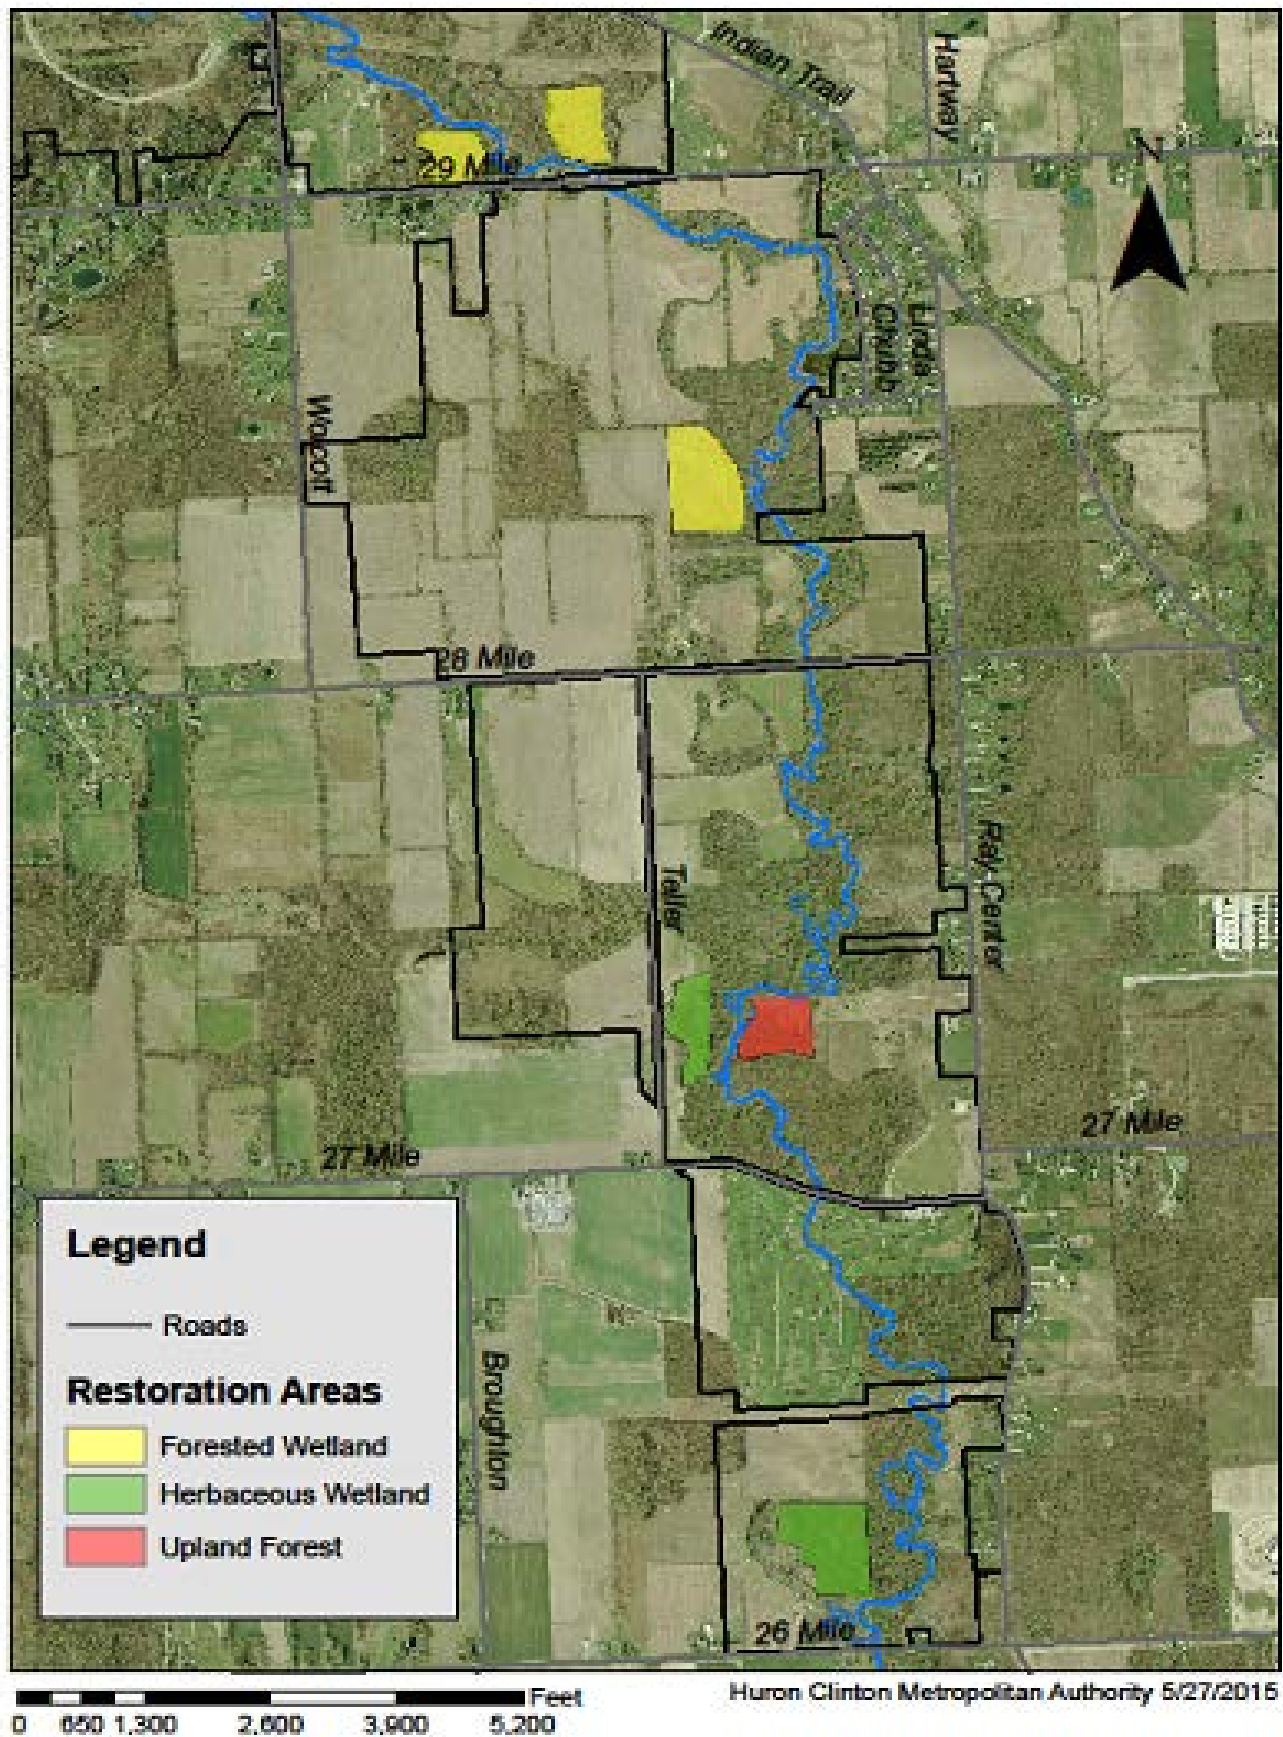 Indian Trail
Hartway
N
29 Mile
Linda
Chubb
Wolcott
28 Mile
Teller
Ray-Center
27 Mile
27 Mile
Legend
Roads
Restoration Areas
Forested Wetland
Herbaceous Wetland
Upland Forest
Broughton
26 Mile
Feet
0 650 1,300 2,600 3,900 5,200
Huron Clinton Metropolitan Authority 5/27/2015